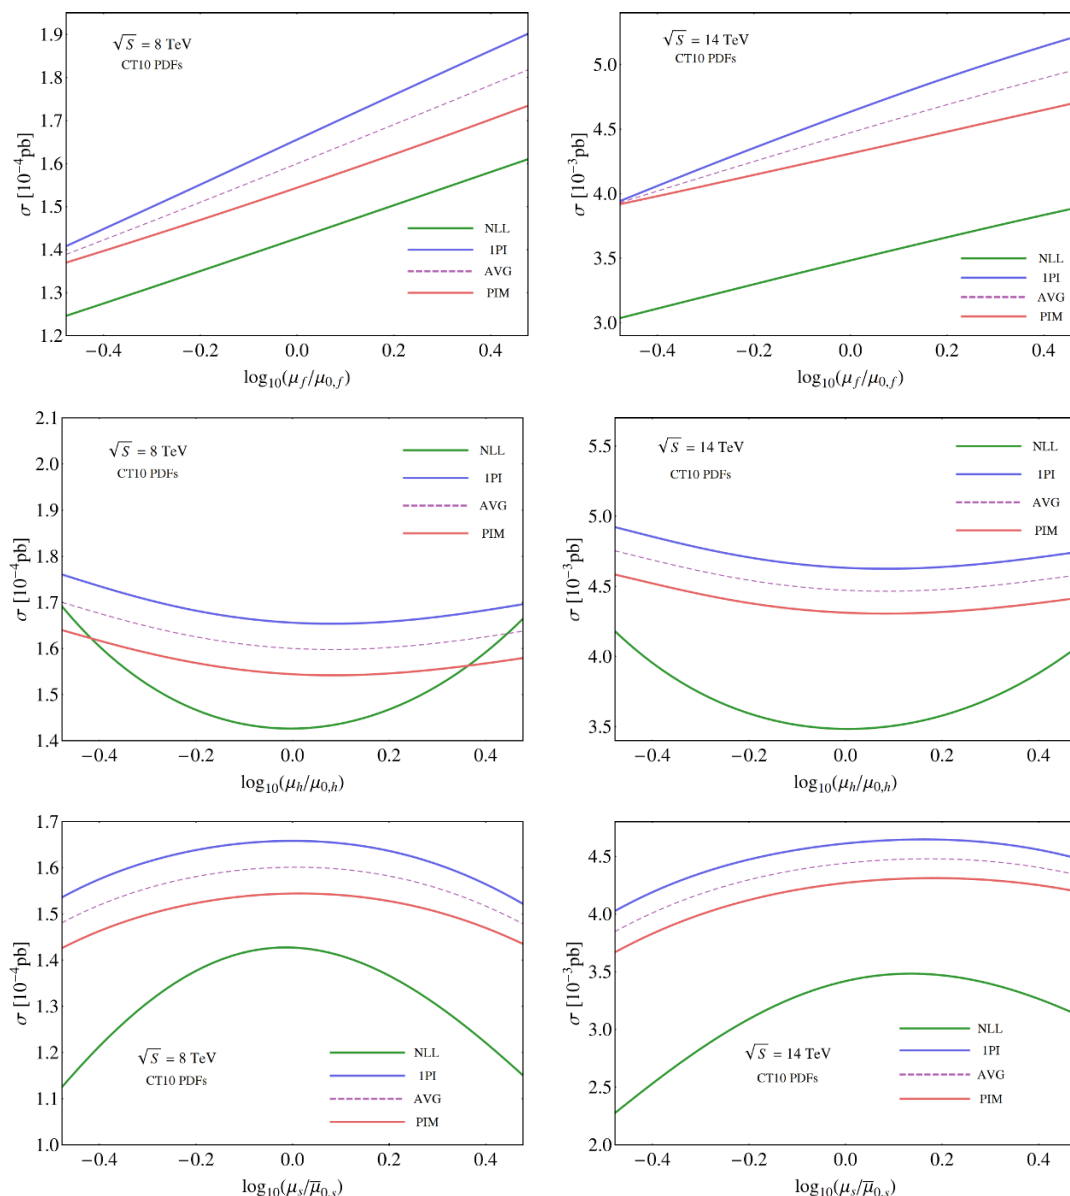 √S = 8 TeV
CT10 PDFs
σ [10⁻⁴pb]
1.9
1.8
1.7
1.6
1.5
1.4
1.3
1.2
NLL
1PI
AVG
PIM
−0.4 −0.2 0.0 0.2 0.4
log₁₀(μ_f/μ_{0,f})
√S = 14 TeV
CT10 PDFs
σ [10⁻³pb]
5.0
4.5
4.0
3.5
3.0
NLL
1PI
AVG
PIM
−0.4 −0.2 0.0 0.2 0.4
log₁₀(μ_f/μ_{0,f})
√S = 8 TeV
CT10 PDFs
σ [10⁻⁴pb]
2.1
2.0
1.9
1.8
1.7
1.6
1.5
1.4
NLL
1PI
AVG
PIM
−0.4 −0.2 0.0 0.2 0.4
log₁₀(μ_h/μ_{0,h})
√S = 14 TeV
CT10 PDFs
σ [10⁻³pb]
5.5
5.0
4.5
4.0
3.5
NLL
1PI
AVG
PIM
−0.4 −0.2 0.0 0.2 0.4
log₁₀(μ_h/μ_{0,h})
σ [10⁻⁴pb]
1.7
1.6
1.5
1.4
1.3
1.2
1.1
1.0
√S = 8 TeV
CT10 PDFs
NLL
1PI
AVG
PIM
−0.4 −0.2 0.0 0.2 0.4
log₁₀(μ_s/μ̅_{0,s})
σ [10⁻³pb]
4.5
4.0
3.5
3.0
2.5
2.0
√S = 14 TeV
CT10 PDFs
NLL
1PI
AVG
PIM
−0.4 −0.2 0.0 0.2 0.4
log₁₀(μ_s/μ̅_{0,s})